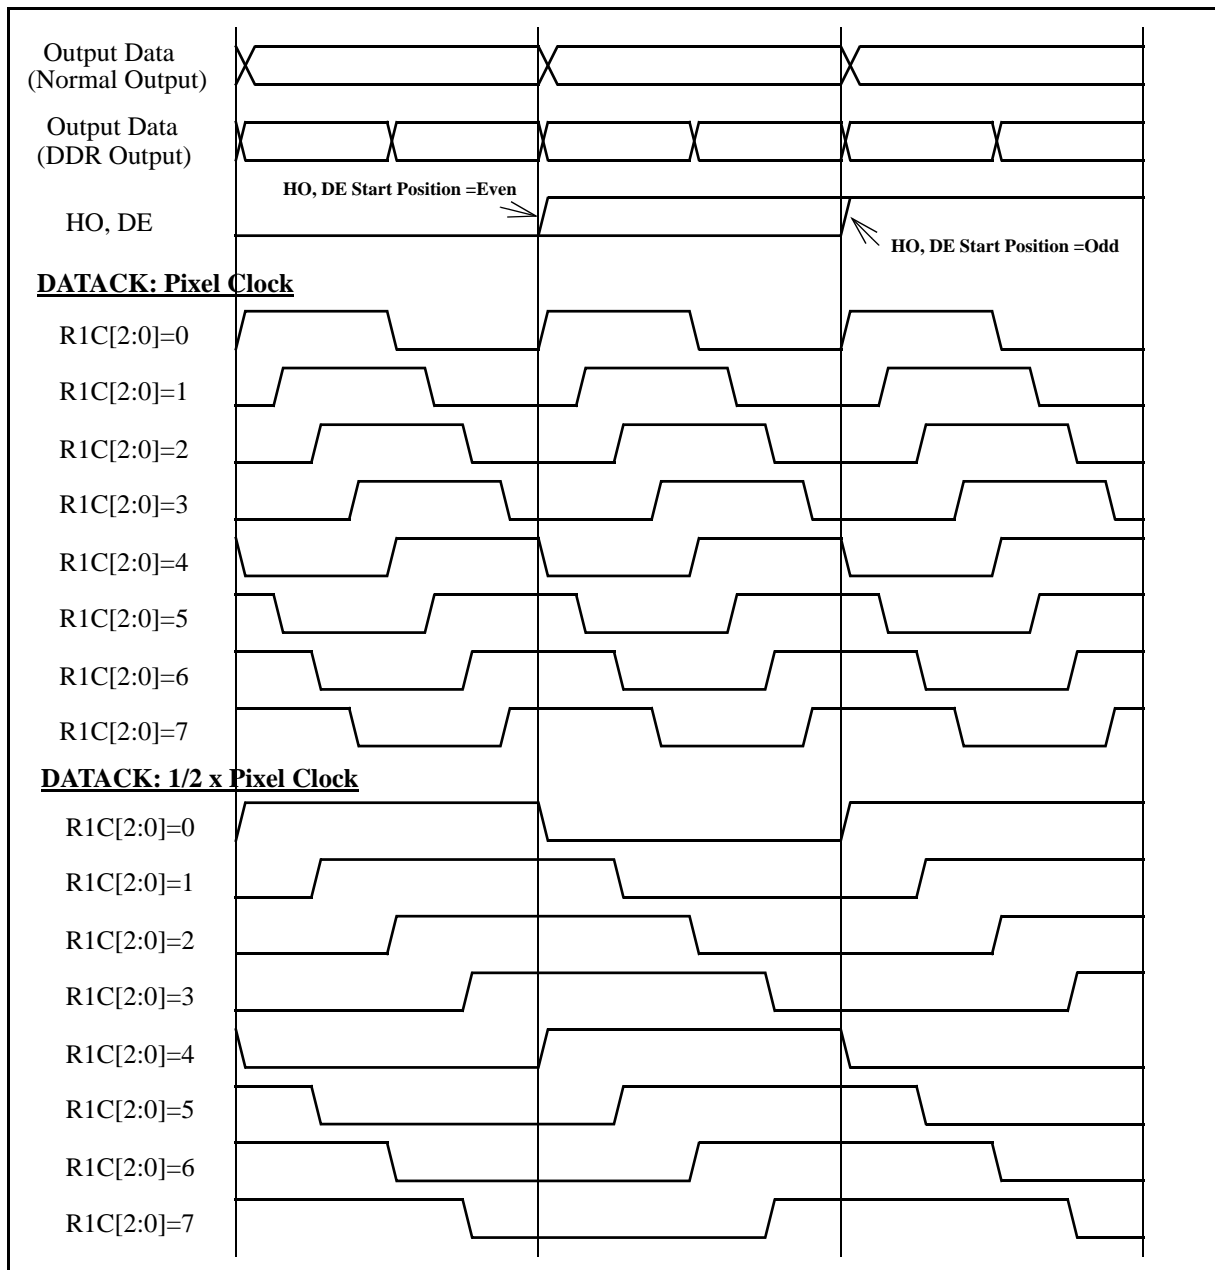 Output Data
(Normal Output)
Output Data
(DDR Output)
HO, DE Start Position =Even
HO, DE
HO, DE Start Position =Odd
DATACK: Pixel Clock
R1C[2:0]=0
R1C[2:0]=1
R1C[2:0]=2
R1C[2:0]=3
R1C[2:0]=4
R1C[2:0]=5
R1C[2:0]=6
R1C[2:0]=7
DATACK: 1/2 x Pixel Clock
R1C[2:0]=0
R1C[2:0]=1
R1C[2:0]=2
R1C[2:0]=3
R1C[2:0]=4
R1C[2:0]=5
R1C[2:0]=6
R1C[2:0]=7